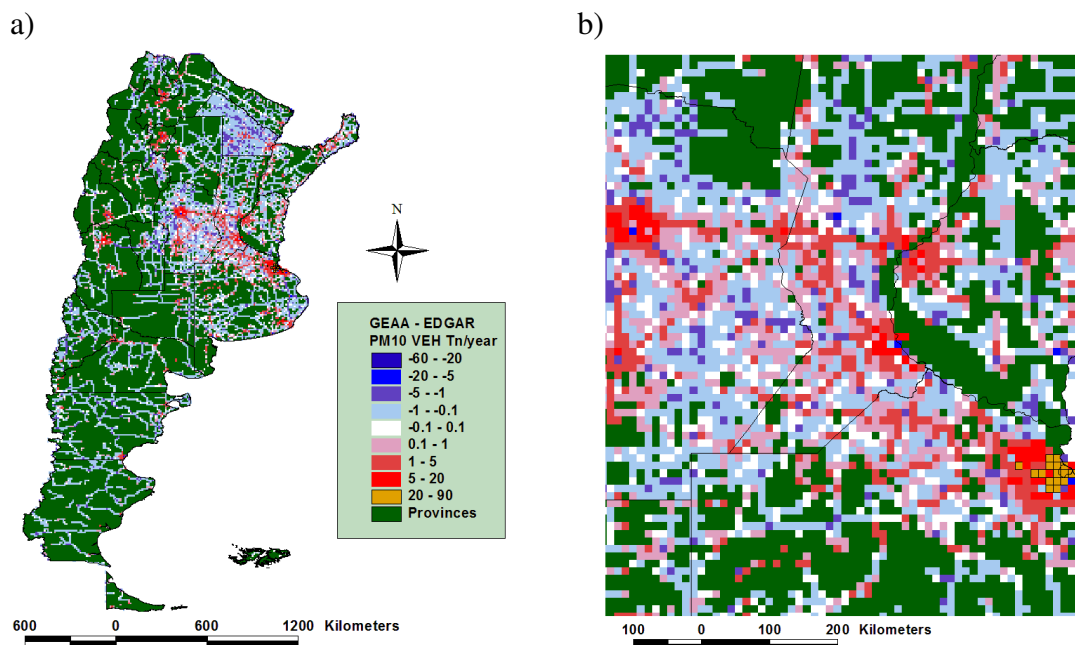 a)
b)
N
GEAA - EDGAR
PM10 VEH Tn/year
-60 - -20
-20 - -5
-5 - -1
-1 - -0.1
-0.1 - 0.1
0.1 - 1
1 - 5
5 - 20
20 - 90
Provinces
600 0 600 1200 Kilometers
100 0 100 200 Kilometers